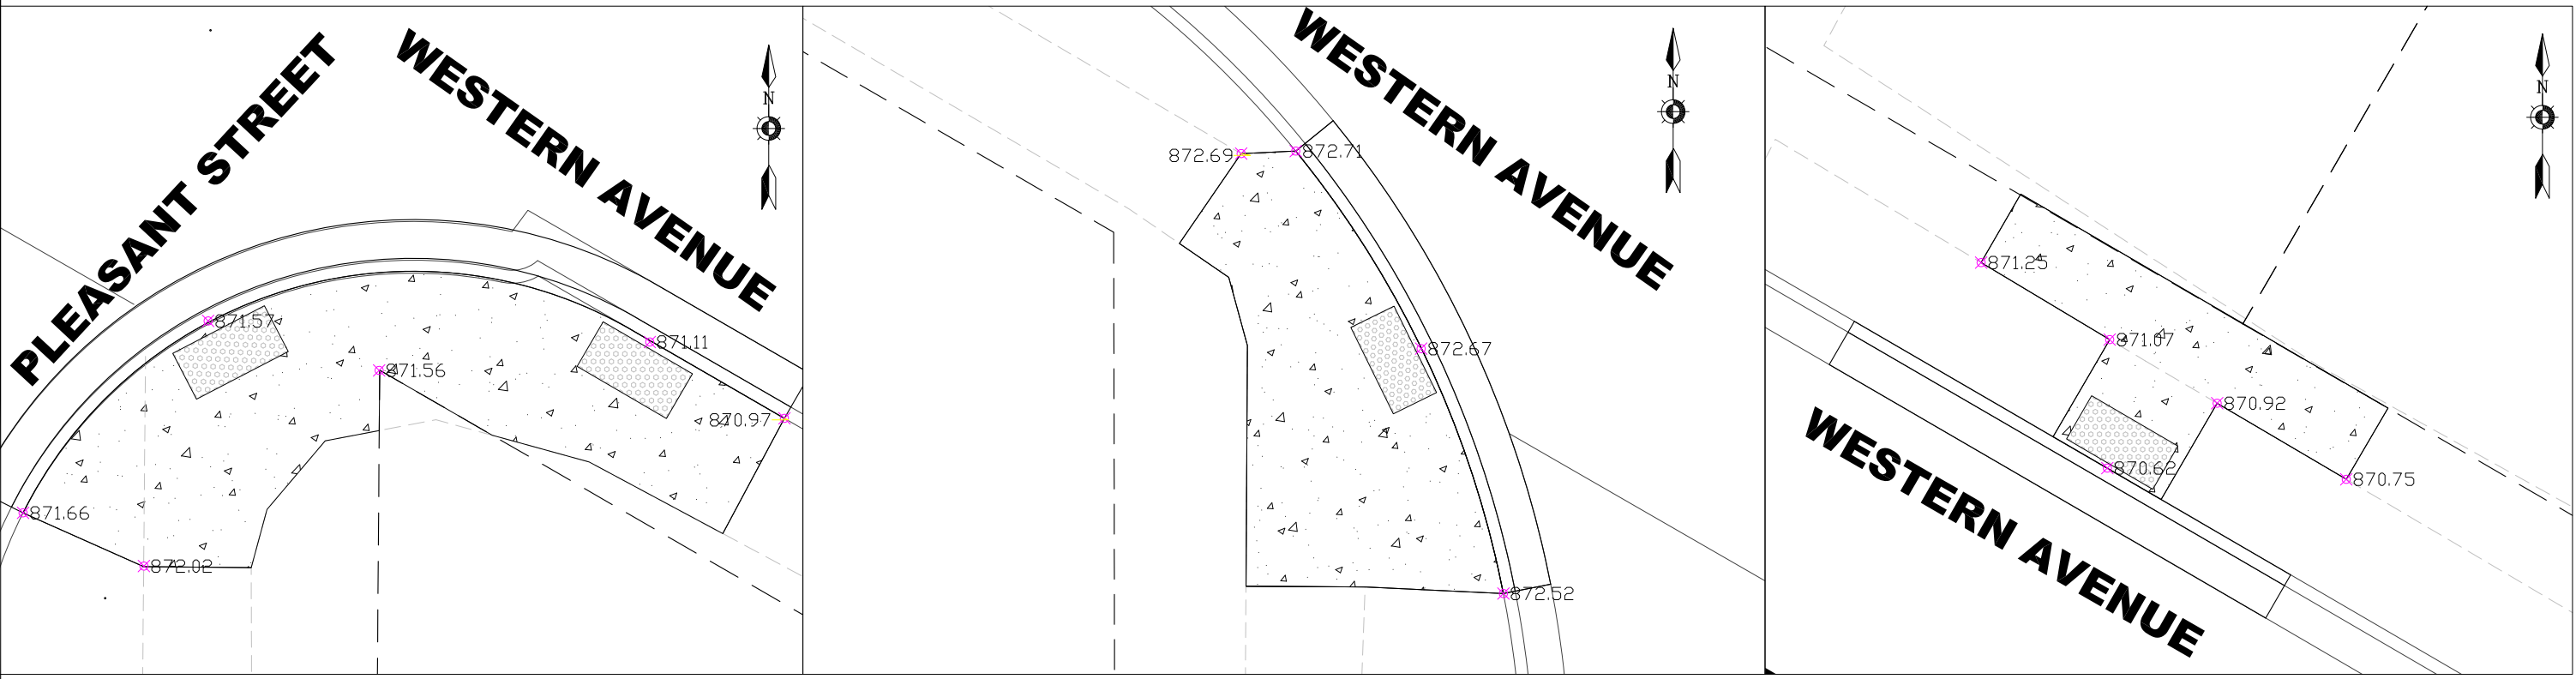 PLEASANT STREET
WESTERN AVENUE
N
871.57
871.11
871.56
870.97
871.66
872.02
WESTERN AVENUE
N
872.69
872.71
872.67
872.52
N
871.25
871.07
870.92
870.62
870.75
WESTERN AVENUE